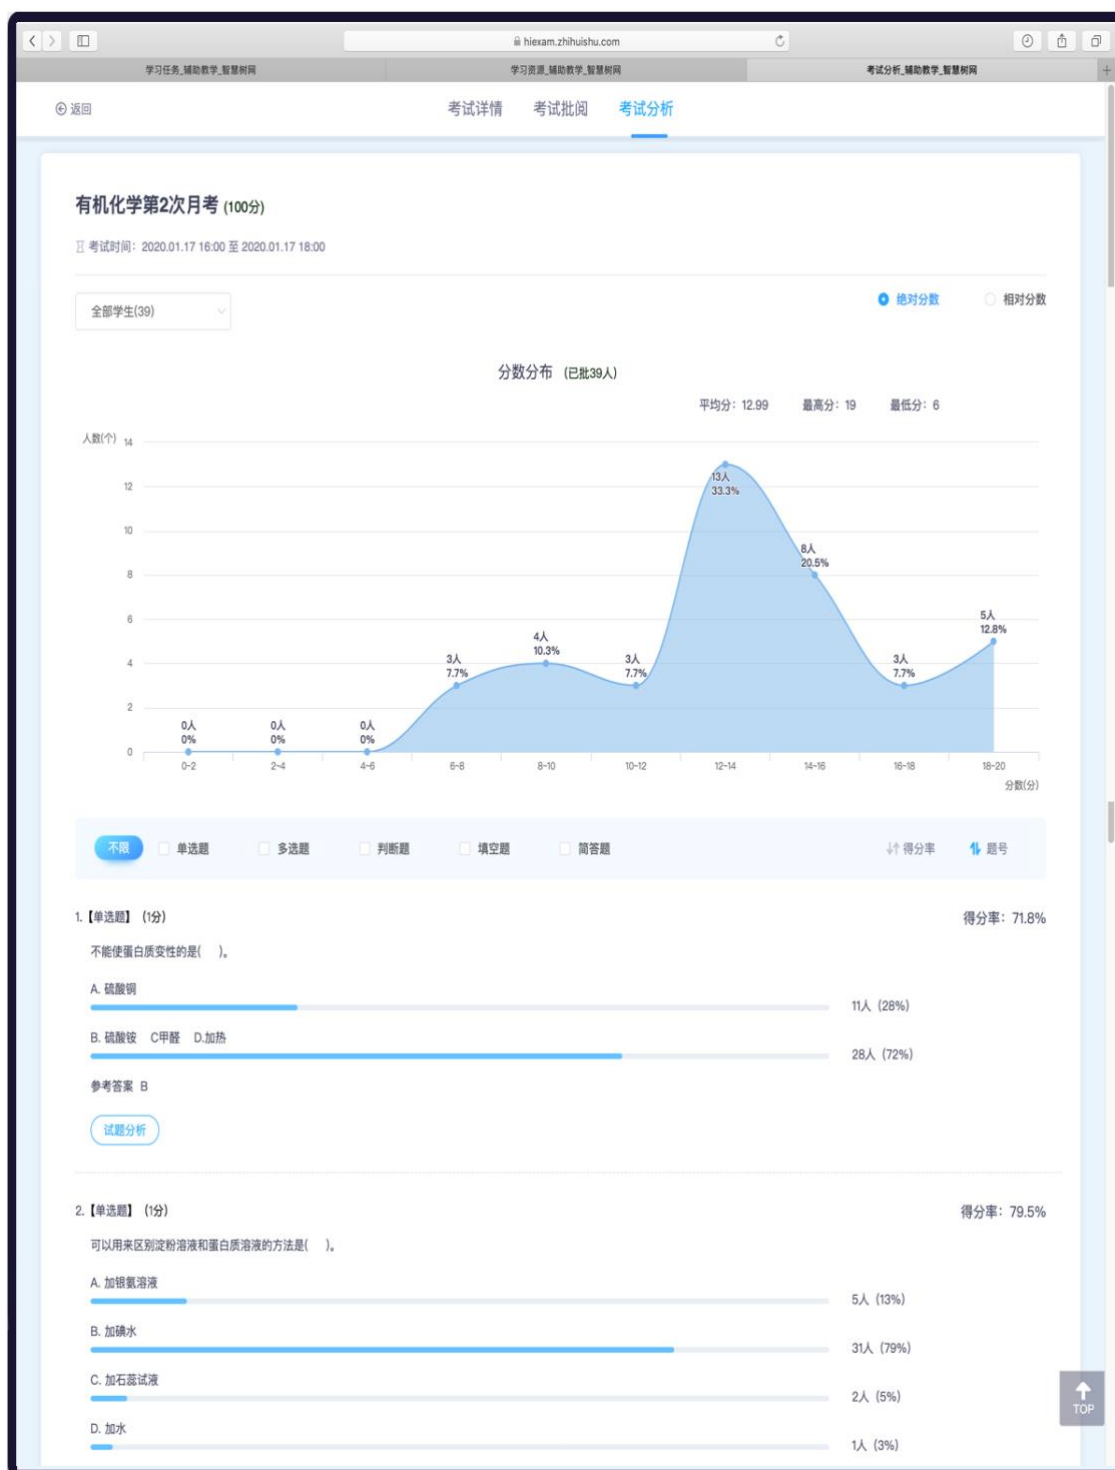 hiexam.zhihuishu.com
学习任务_辅助教学_智慧树网
学习资源_辅助教学_智慧树网
考试分析_辅助教学_智慧树网
返回
考试详情
考试批阅
考试分析
有机化学第2次月考 (100分)
考试时间：2020.01.17 16:00 至 2020.01.17 18:00
全部学生(39)
绝对分数
相对分数
分数分布 (已批39人)
平均分：12.99
最高分：19
最低分：6
人数(个)
14
12
10
8
6
4
2
0
0人
0%
0人
0%
0人
0%
3人
7.7%
4人
10.3%
3人
7.7%
13人
33.3%
8人
20.5%
3人
7.7%
5人
12.8%
0-2
2-4
4-6
6-8
8-10
10-12
12-14
14-16
16-18
18-20
分数(分)
不限
单选题
多选题
判断题
填空题
简答题
得分率
题号
1.【单选题】 (1分)
得分率：71.8%
不能使蛋白质变性的是( )。
A. 硫酸铜
11人 (28%)
B. 硫酸铵 C甲醛 D.加热
28人 (72%)
参考答案 B
试题分析
2.【单选题】 (1分)
得分率：79.5%
可以用来区别淀粉溶液和蛋白质溶液的方法是( )。
A. 加银氨溶液
5人 (13%)
B. 加碘水
31人 (79%)
C. 加石蕊试液
2人 (5%)
D. 加水
1人 (3%)
TOP